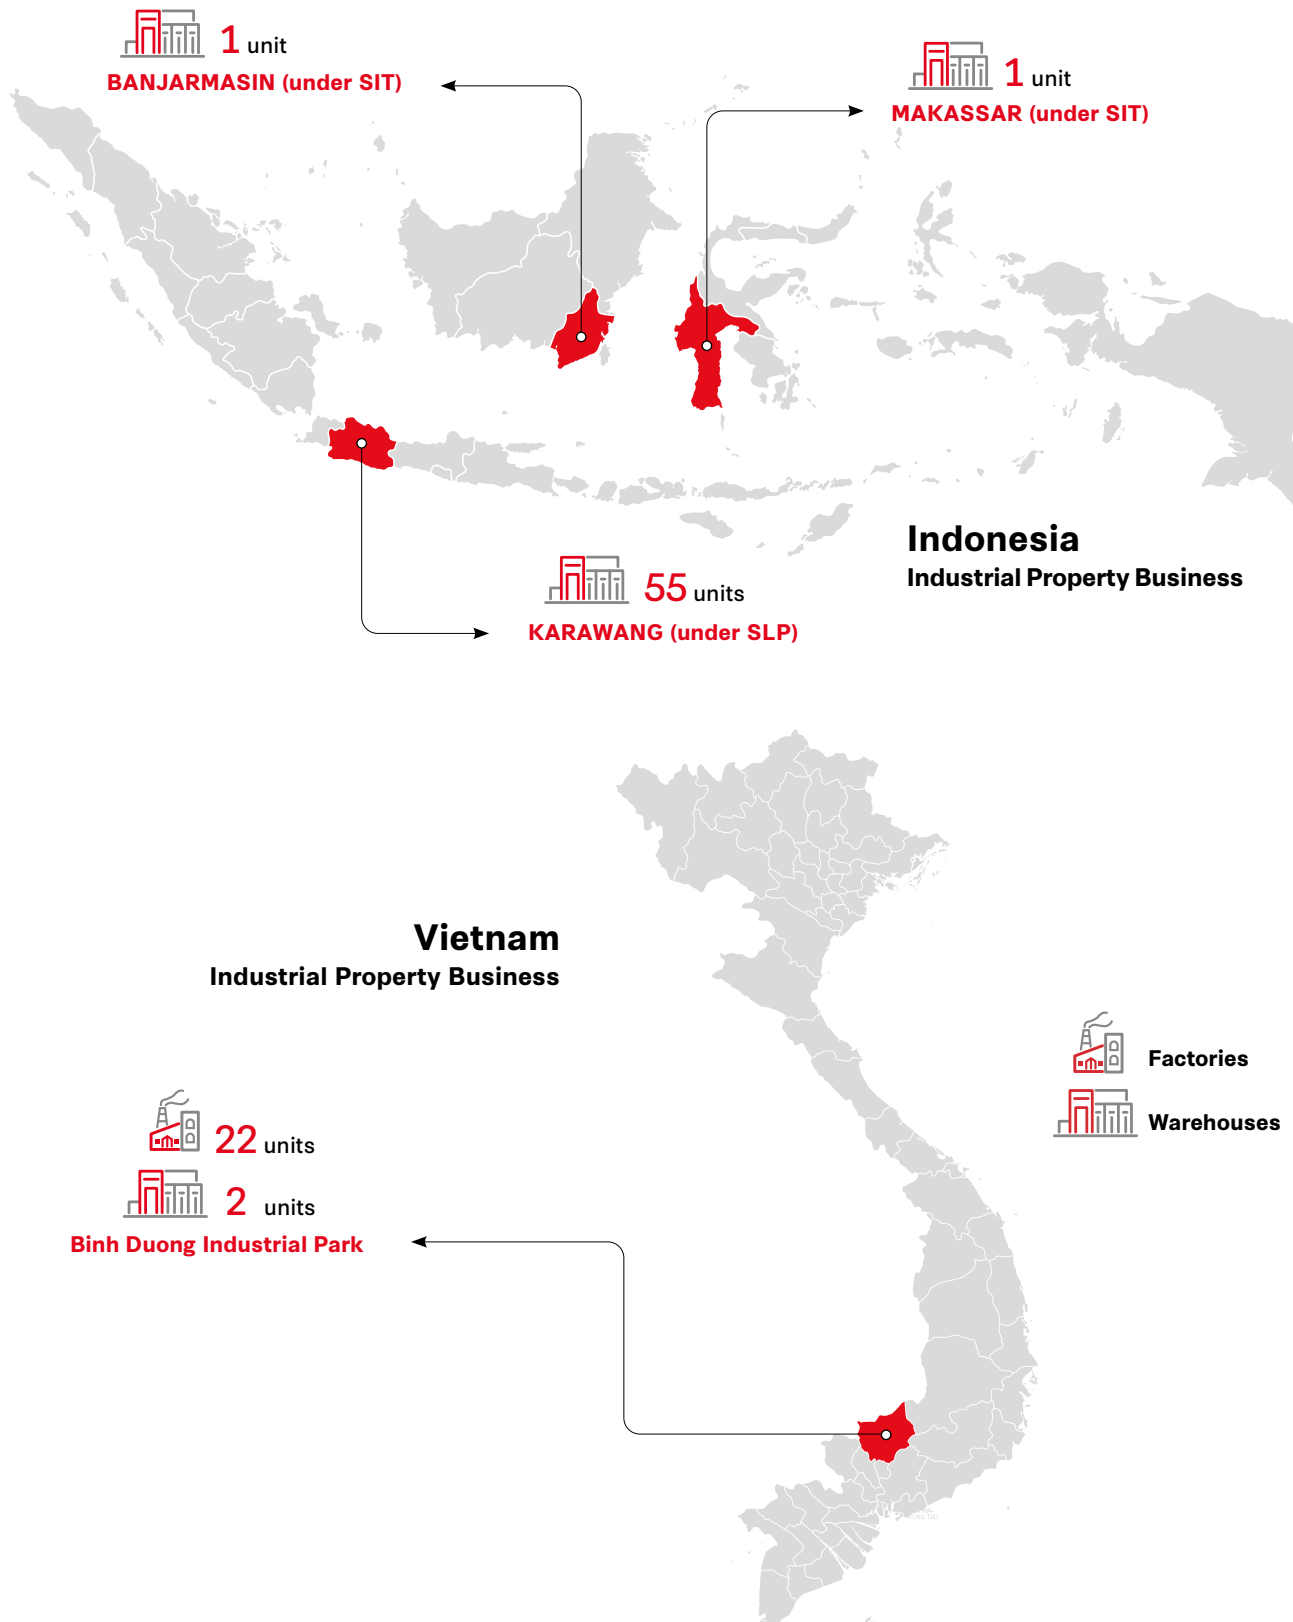 1 unit
BANJARMASIN (under SIT)
1 unit
MAKASSAR (under SIT)
Indonesia
Industrial Property Business
55 units
KARAWANG (under SLP)
Vietnam
Industrial Property Business
Factories
Warehouses
22 units
2 units
Binh Duong Industrial Park